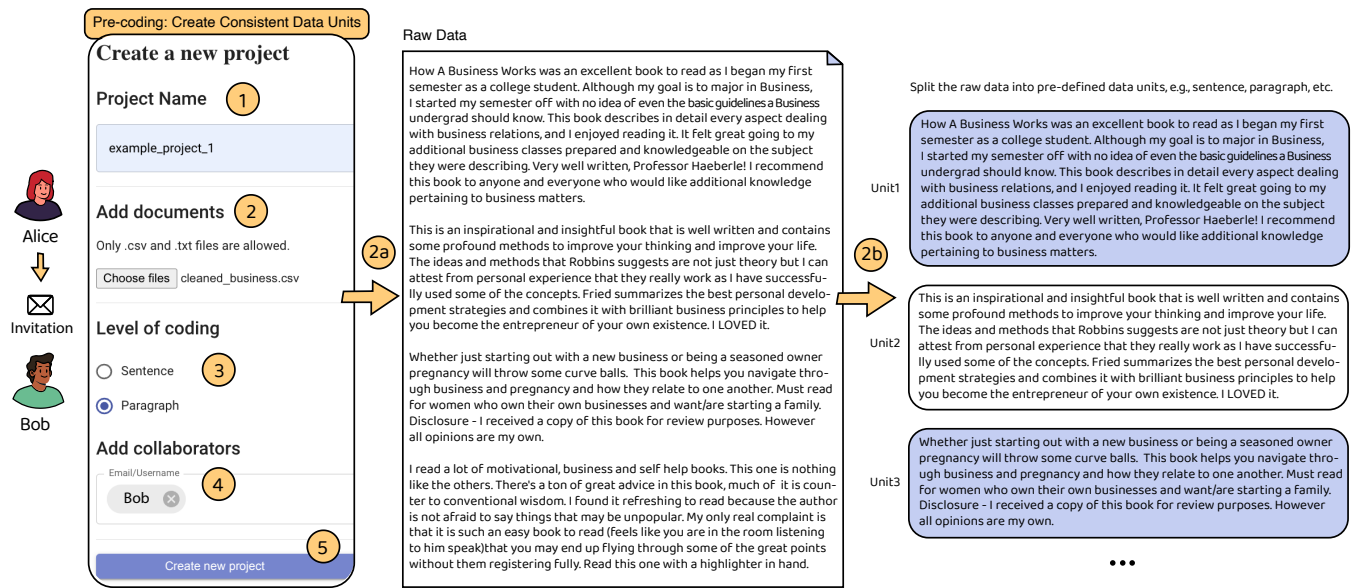 Pre-coding: Create Consistent Data Units
Create a new project
Project Name
1
example_project_1
Add documents
2
Only .csv and .txt files are allowed.
Choose files cleaned_business.csv
Level of coding
Sentence
3
Paragraph
Add collaborators
Email/Username
Bob
4
5
Create new project
Alice
Invitation
Bob
2a
Raw Data
How A Business Works was an excellent book to read as I began my first
semester as a college student. Although my goal is to major in Business,
I started my semester off with no idea of even the basic guidelines a Business
undergrad should know. This book describes in detail every aspect dealing
with business relations, and I enjoyed reading it. It felt great going to my
additional business classes prepared and knowledgeable on the subject
they were describing. Very well written, Professor Haeberle! I recommend
this book to anyone and everyone who would like additional knowledge
pertaining to business matters.
This is an inspirational and insightful book that is well written and contains
some profound methods to improve your thinking and improve your life.
The ideas and methods that Robbins suggests are not just theory but I can
attest from personal experience that they really work as I have successfu-
lly used some of the concepts. Fried summarizes the best personal develo-
pment strategies and combines it with brilliant business principles to help
you become the entrepreneur of your own existence. I LOVED it.
Whether just starting out with a new business or being a seasoned owner
pregnancy will throw some curve balls. This book helps you navigate thro-
ugh business and pregnancy and how they relate to one another. Must read
for women who own their own businesses and want/are starting a family.
Disclosure - I received a copy of this book for review purposes. However
all opinions are my own.
I read a lot of motivational, business and self help books. This one is nothing
like the others. There's a ton of great advice in this book, much of it is coun-
ter to conventional wisdom. I found it refreshing to read because the author
is not afraid to say things that may be unpopular. My only real complaint is
that it is such an easy book to read (feels like you are in the room listening
to him speak)that you may end up flying through some of the great points
without them registering fully. Read this one with a highlighter in hand.
2b
Split the raw data into pre-defined data units, e.g., sentence, paragraph, etc.
Unit1
How A Business Works was an excellent book to read as I began my first
semester as a college student. Although my goal is to major in Business,
I started my semester off with no idea of even the basic guidelines a Business
undergrad should know. This book describes in detail every aspect dealing
with business relations, and I enjoyed reading it. It felt great going to my
additional business classes prepared and knowledgeable on the subject
they were describing. Very well written, Professor Haeberle! I recommend
this book to anyone and everyone who would like additional knowledge
pertaining to business matters.
Unit2
This is an inspirational and insightful book that is well written and contains
some profound methods to improve your thinking and improve your life.
The ideas and methods that Robbins suggests are not just theory but I can
attest from personal experience that they really work as I have successfu-
lly used some of the concepts. Fried summarizes the best personal develo-
pment strategies and combines it with brilliant business principles to help
you become the entrepreneur of your own existence. I LOVED it.
Unit3
Whether just starting out with a new business or being a seasoned owner
pregnancy will throw some curve balls. This book helps you navigate thro-
ugh business and pregnancy and how they relate to one another. Must read
for women who own their own businesses and want/are starting a family.
Disclosure - I received a copy of this book for review purposes. However
all opinions are my own.
•••